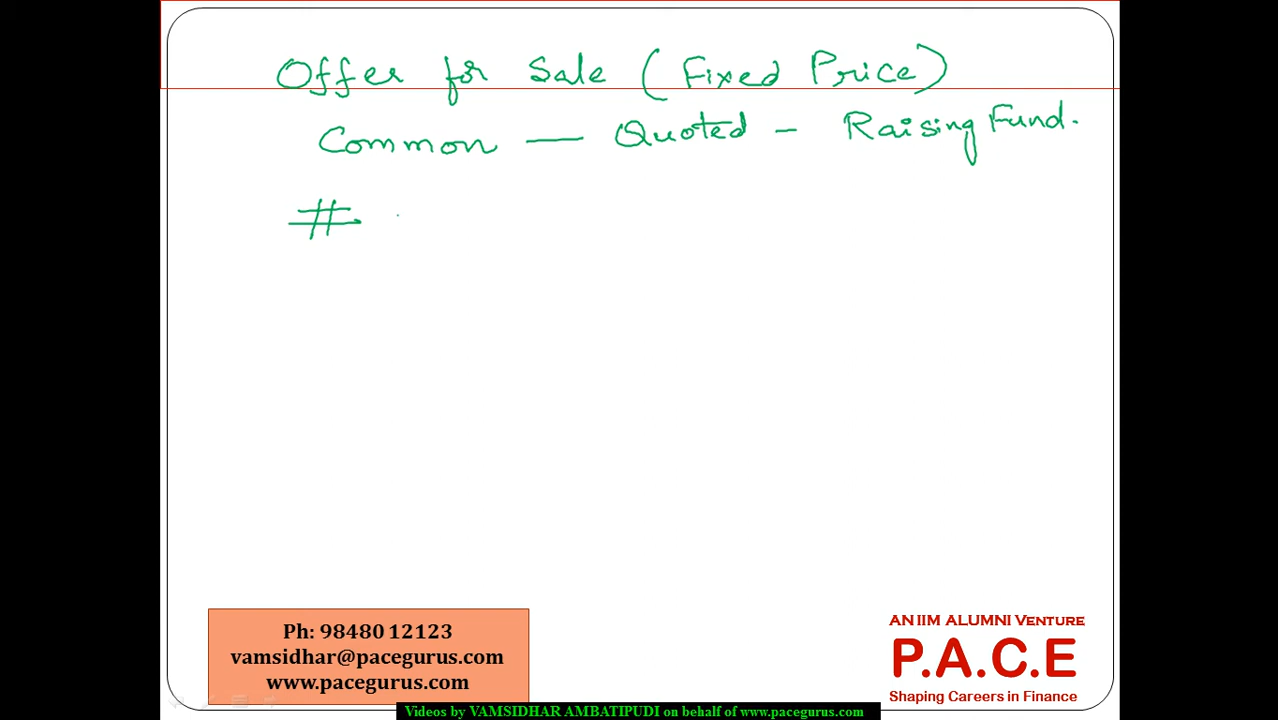 Offer for Sale (Fixed Price)
Common — Quoted - Raising Fund.
#
Ph: 98480 12123
vamsidhar@pacegurus.com
www.pacegurus.com
AN IIM ALUMNI VENTURE
P.A.C.E
Shaping Careers in Finance
Videos by VAMSIDHAR AMBATIPUDI on behalf of www.pacegurus.com